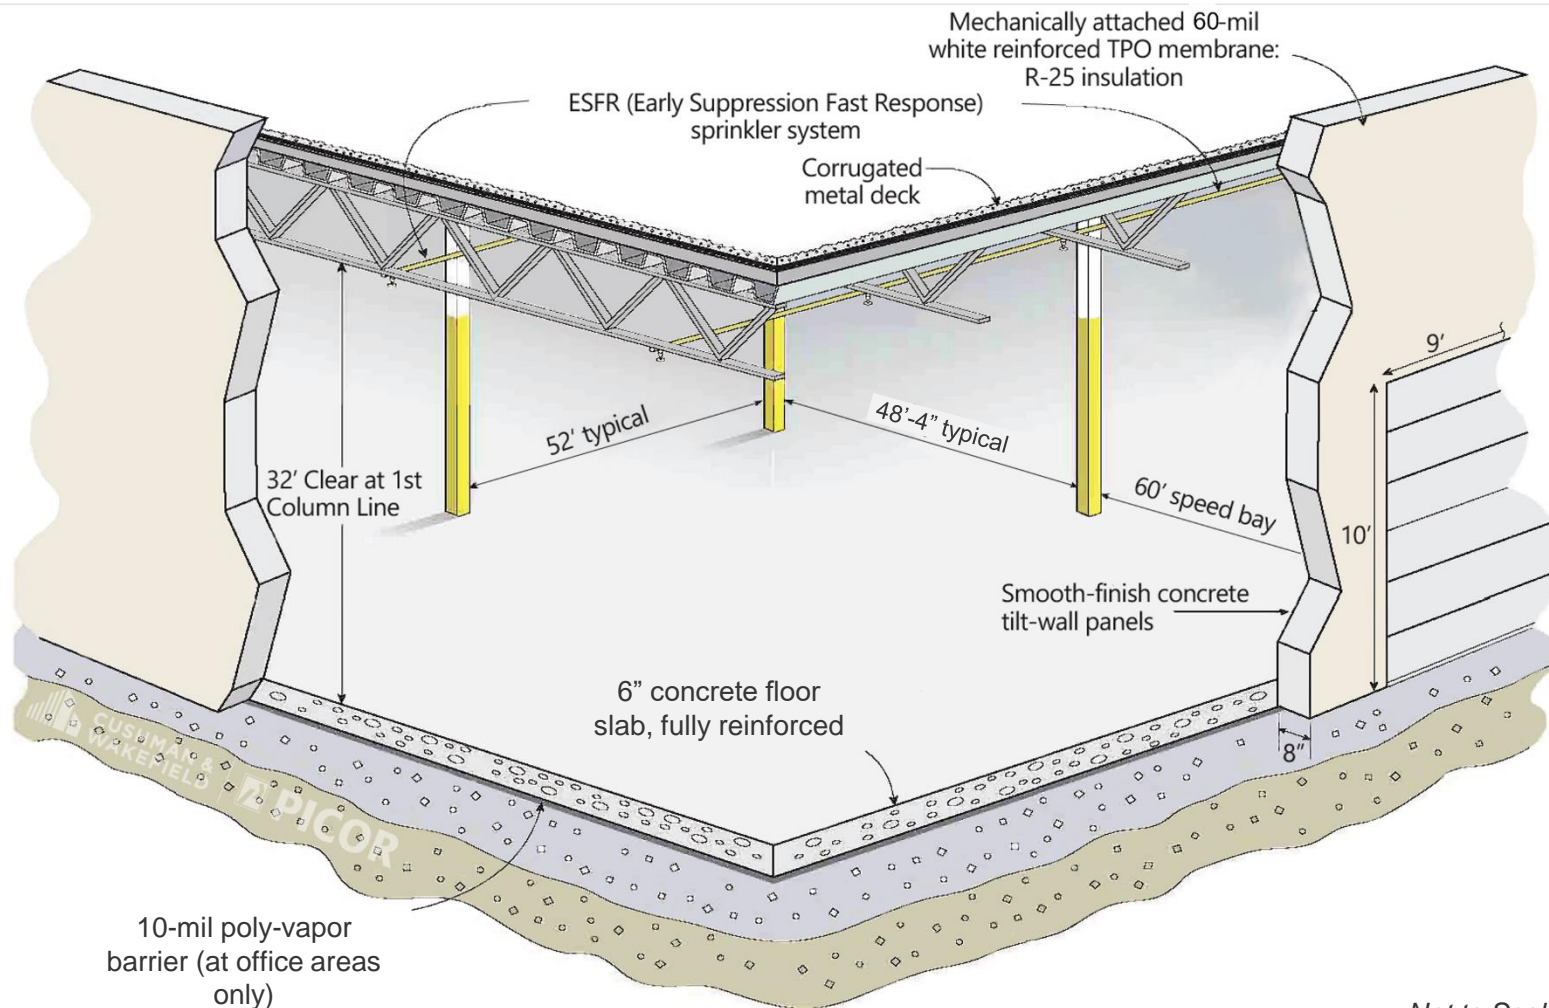 Mechanically attached 60-mil
white reinforced TPO membrane:
R-25 insulation
ESFR (Early Suppression Fast Response)
sprinkler system
Corrugated
metal deck
9'
52' typical
48'-4" typical
32' Clear at 1st
Column Line
60' speed bay
10'
Smooth-finish concrete
tilt-wall panels
6” concrete floor
slab, fully reinforced
8"
CUSHMAN &
WAKEFIELD
PICOR
10-mil poly-vapor
barrier (at office areas
only)
Not to